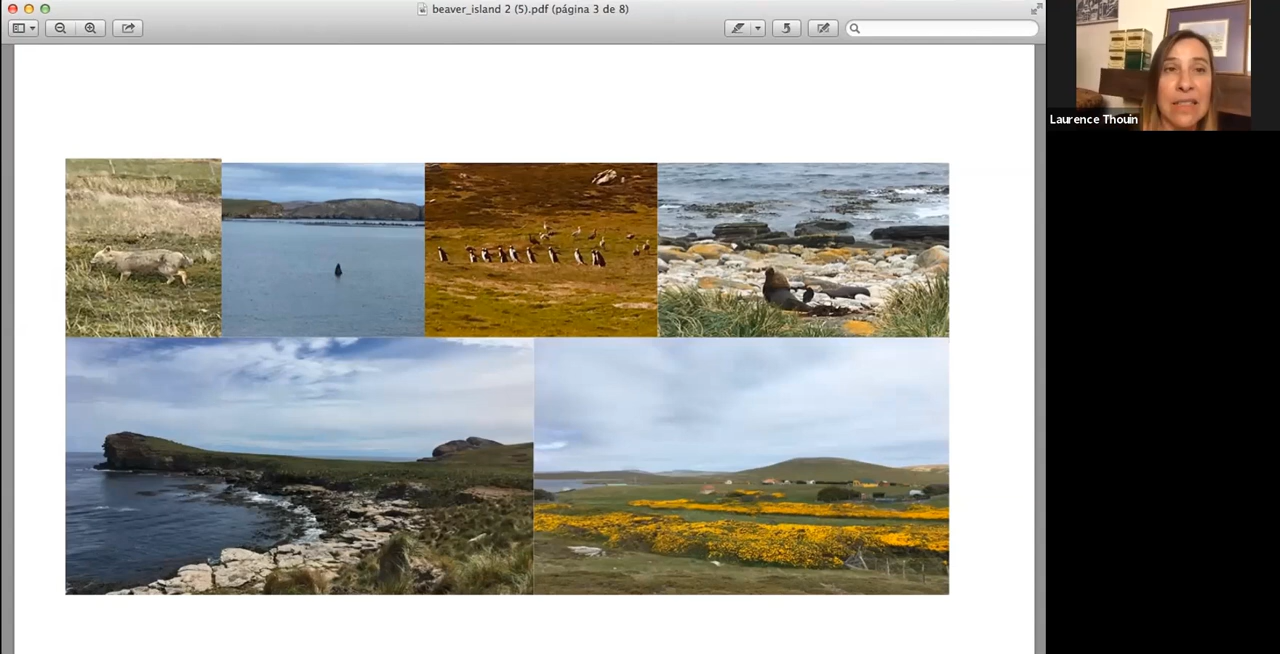 beaver_island 2 (5).pdf (página 3 de 8)
Laurence Thouin